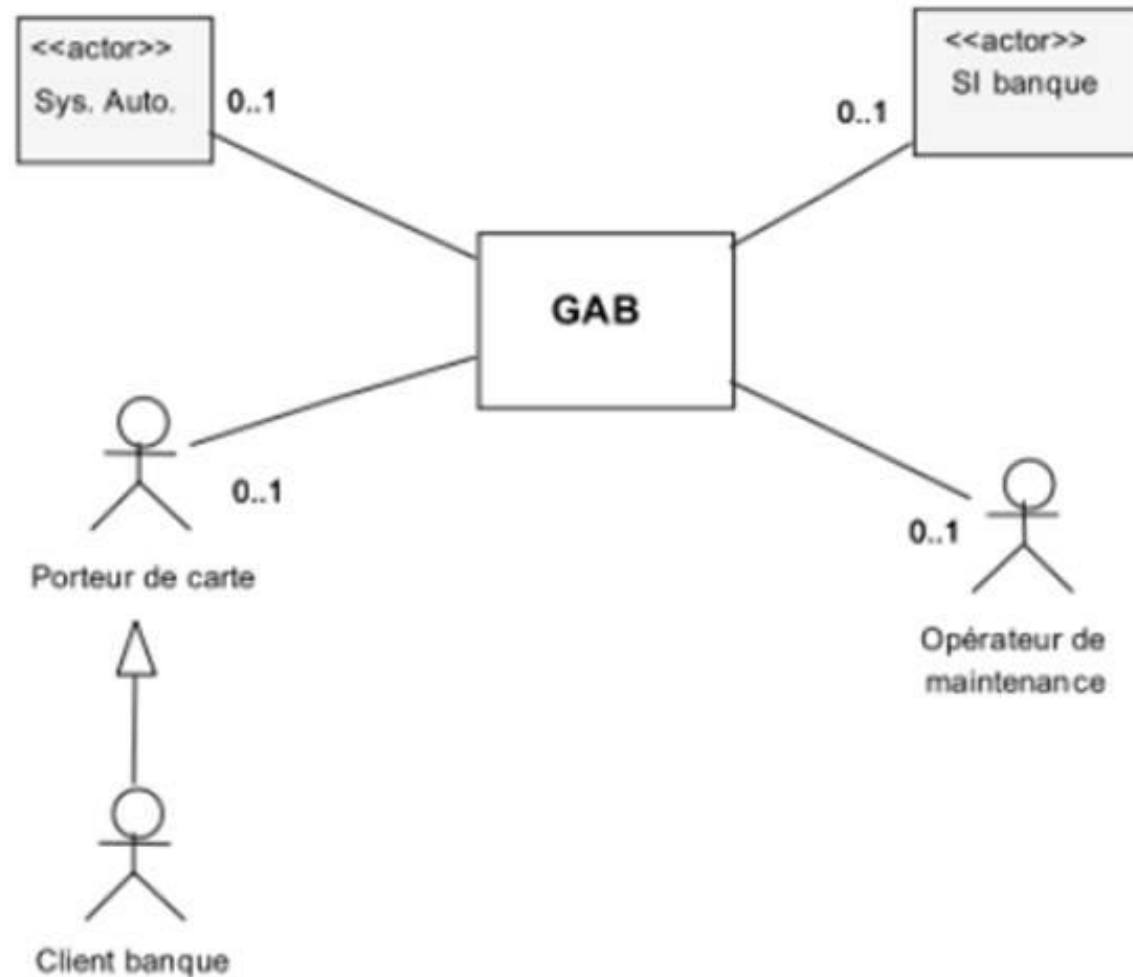 <<actor>>
Sys. Auto.
0..1
<<actor>>
SI banque
0..1
GAB
0..1
Porteur de carte
0..1
Opérateur de
maintenance
Client banque